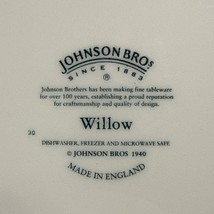 JOHNSON BROS
SINCE 1883
®
Johnson Brothers has been making fine tableware
for over 100 years, establishing a proud reputation
for craftsmanship and quality of design.
Willow
30
DISHWASHER, FREEZER AND MICROWAVE SAFE
© JOHNSON BROS 1940
MADE IN ENGLAND